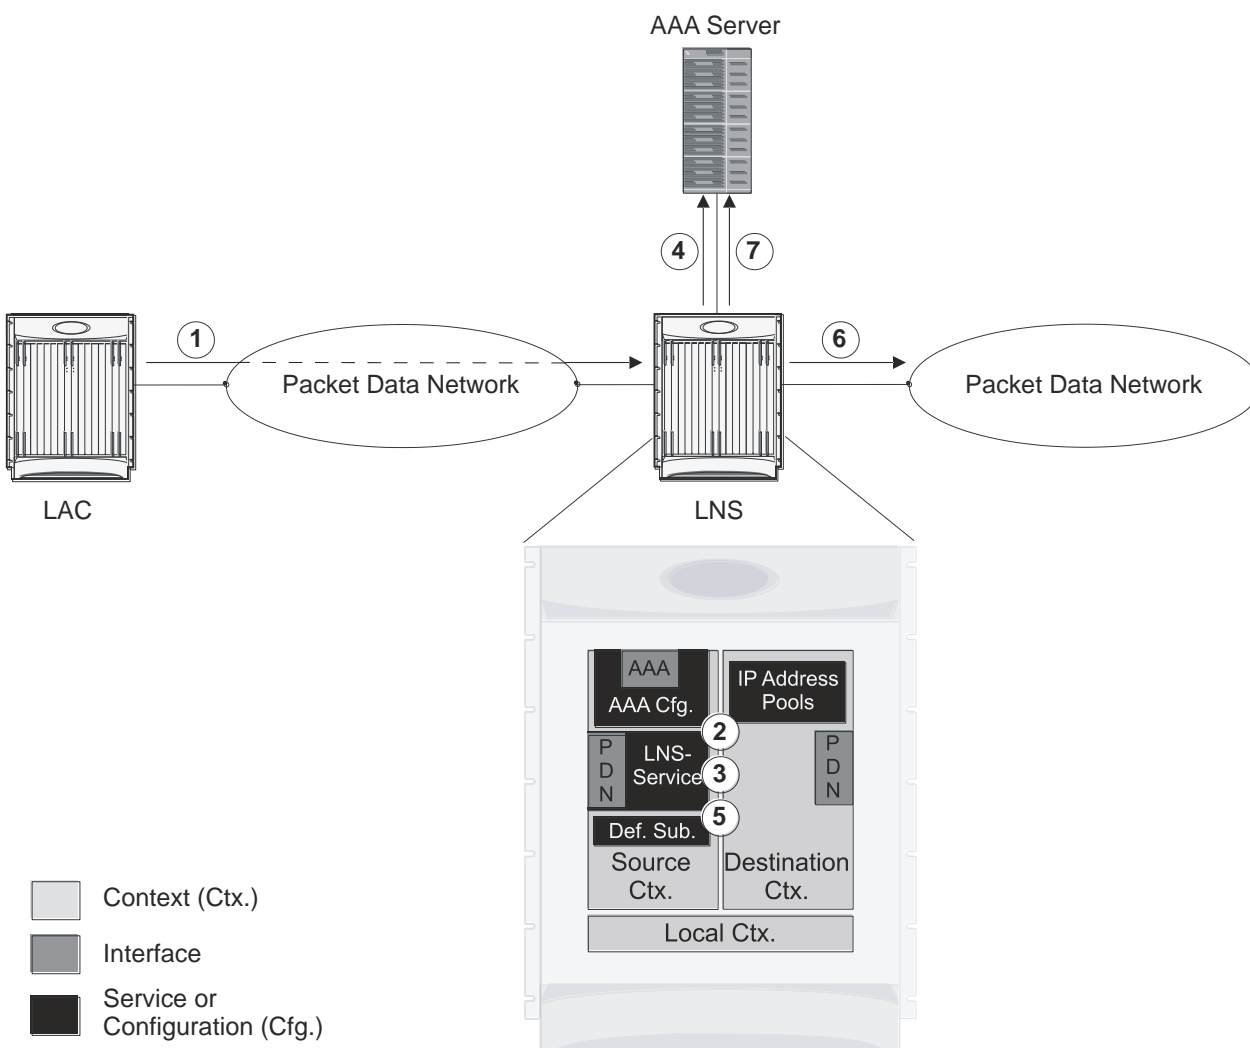 AAA Server
4
7
1
6
Packet Data Network
Packet Data Network
LAC
LNS
AAA
AAA Cfg.
IP Address
Pools
2
P
D
N
LNS-
Service
3
P
D
N
5
Def. Sub.
Source
Ctx.
Destination
Ctx.
Local Ctx.
Context (Ctx.)
Interface
Service or
Configuration (Cfg.)